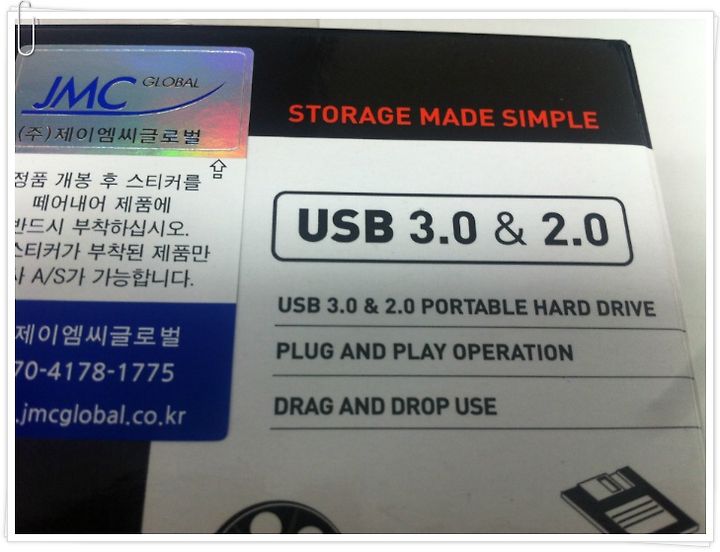 JMC GLOBAL
(주)제이엠씨글로벌
정품 개봉 후 스티커를
떼어내어 제품에
반드시 부착하십시오.
스티커가 부착된 제품만
A/S가 가능합니다.
제이엠씨글로벌
70-4178-1775
.jmcglobal.co.kr
STORAGE MADE SIMPLE
USB 3.0 & 2.0
USB 3.0 & 2.0 PORTABLE HARD DRIVE
PLUG AND PLAY OPERATION
DRAG AND DROP USE